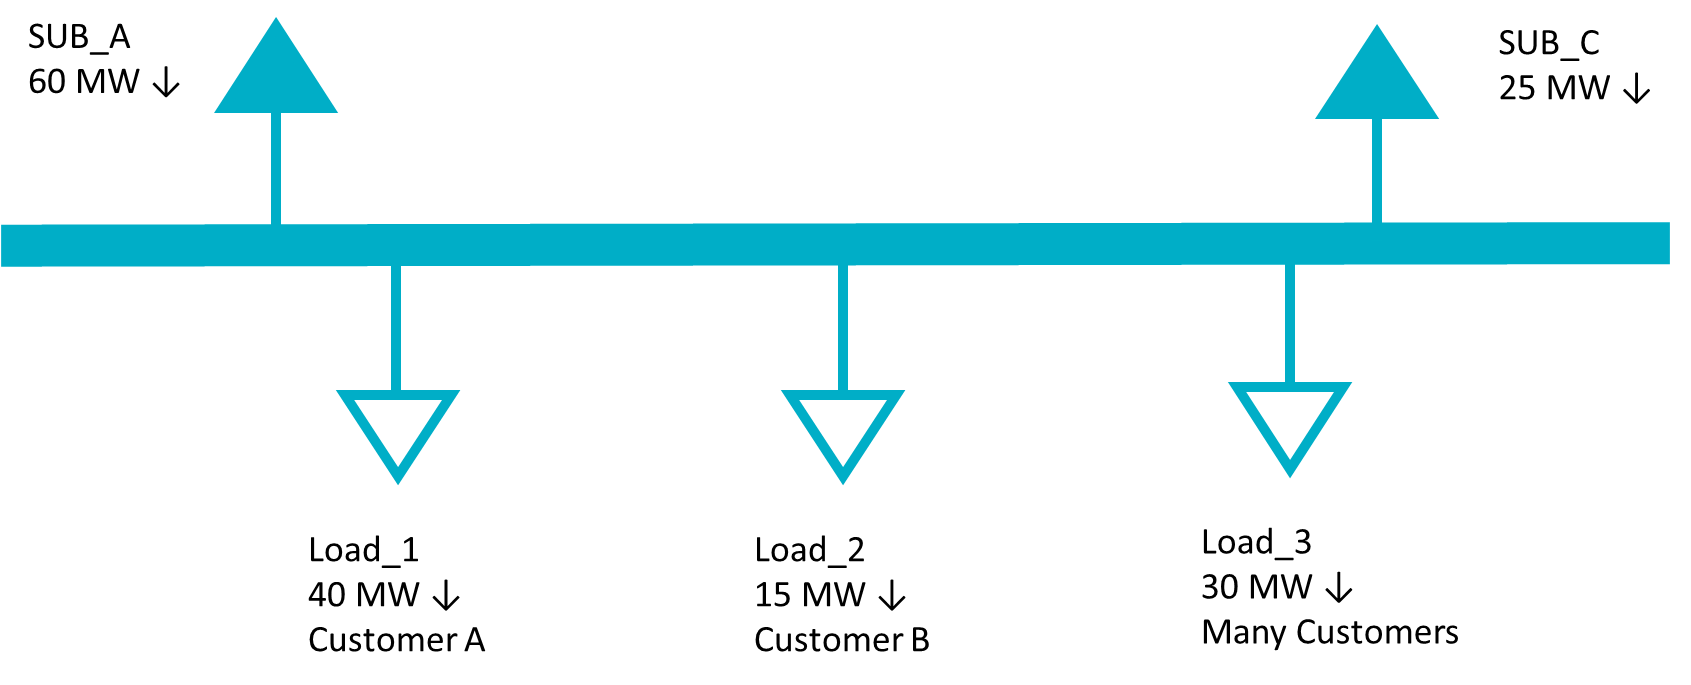 SUB_A
60 MW ↓
SUB_C
25 MW ↓
Load_1
40 MW ↓
Customer A
Load_2
15 MW ↓
Customer B
Load_3
30 MW ↓
Many Customers